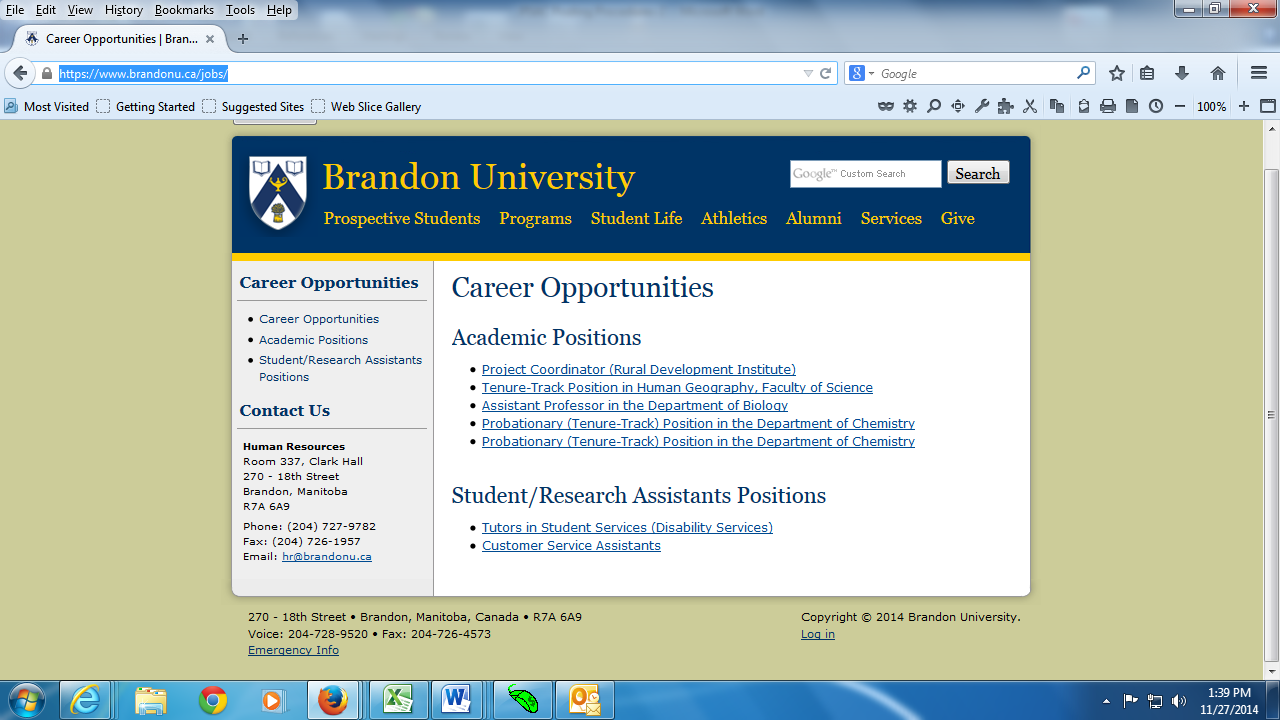 File Edit View History Bookmarks Tools Help
Career Opportunities | Bran...
https://www.brandonu.ca/jobs/
Google
Most Visited Getting Started Suggested Sites Web Slice Gallery
100%
Brandon University
Google™ Custom Search
Search
Prospective Students Programs Student Life Athletics Alumni Services Give
Career Opportunities
• Career Opportunities
• Academic Positions
• Student/Research Assistants
Positions
Contact Us
Human Resources
Room 337, Clark Hall
270 - 18th Street
Brandon, Manitoba
R7A 6A9
Phone: (204) 727-9782
Fax: (204) 726-1957
Email: hr@brandonu.ca
Career Opportunities
Academic Positions
• Project Coordinator (Rural Development Institute)
• Tenure-Track Position in Human Geography, Faculty of Science
• Assistant Professor in the Department of Biology
• Probationary (Tenure-Track) Position in the Department of Chemistry
• Probationary (Tenure-Track) Position in the Department of Chemistry
Student/Research Assistants Positions
• Tutors in Student Services (Disability Services)
• Customer Service Assistants
270 - 18th Street • Brandon, Manitoba, Canada • R7A 6A9
Voice: 204-728-9520 • Fax: 204-726-4573
Emergency Info
Copyright © 2014 Brandon University.
Log in
1:39 PM
11/27/2014